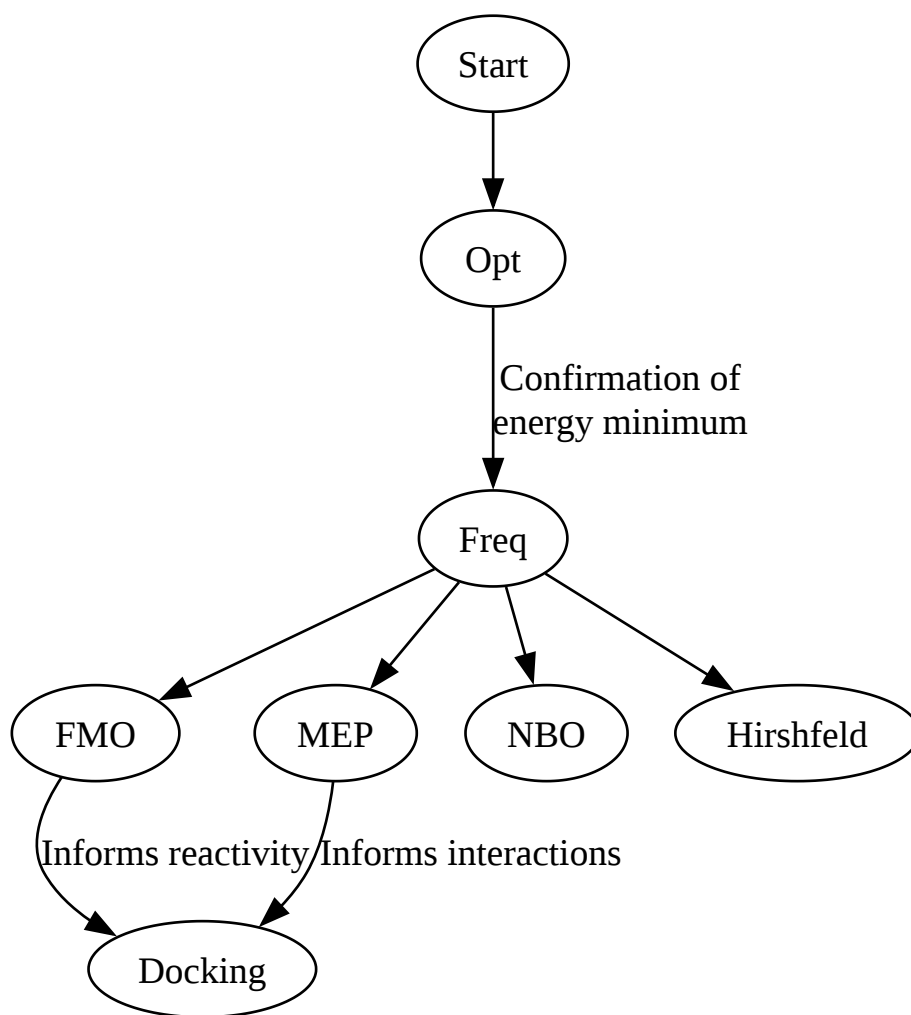 Start
Opt
Confirmation of
energy minimum
Freq
FMO
MEP
NBO
Hirshfeld
Informs reactivity
Informs interactions
Docking